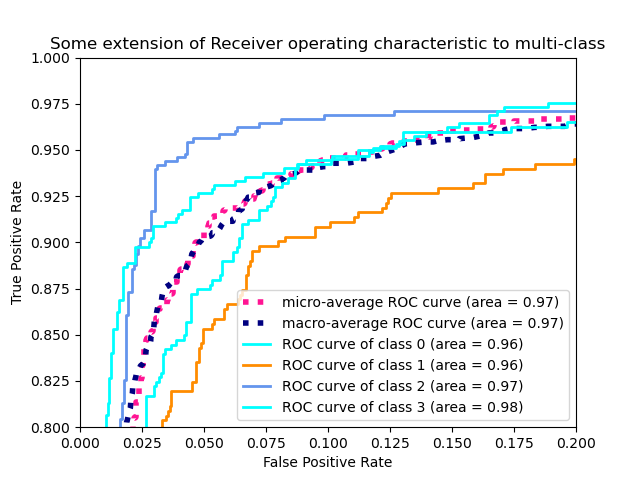 Some extension of Receiver operating characteristic to multi-class
True Positive Rate
1.000
0.975
0.950
0.925
0.900
0.875
0.850
0.825
0.800
micro-average ROC curve (area = 0.97)
macro-average ROC curve (area = 0.97)
ROC curve of class 0 (area = 0.96)
ROC curve of class 1 (area = 0.96)
ROC curve of class 2 (area = 0.97)
ROC curve of class 3 (area = 0.98)
0.000 0.025 0.050 0.075 0.100 0.125 0.150 0.175 0.200
False Positive Rate